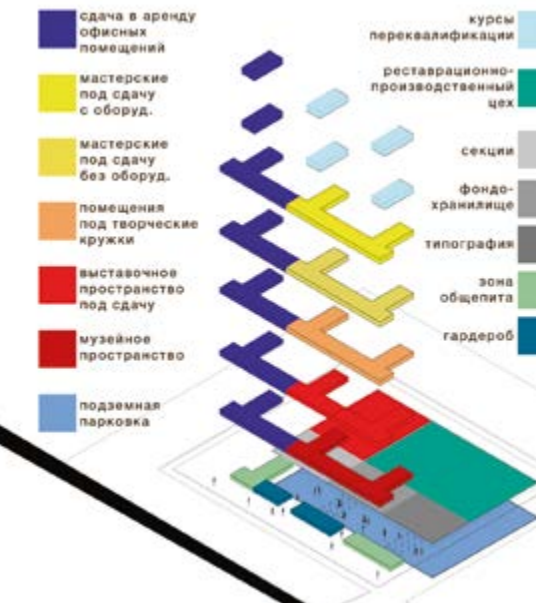 сдача в аренду
офисных
помещений
мастерские
под сдачу
с оборуд.
мастерские
под сдачу
без оборуд.
помещения
под творческие
кружки
выставочное
пространство
под сдачу
музейное
пространство
подземная
парковка
курсы
переквалификации
реставрационно-
производственный
цех
секции
фондо-
хранилище
типография
зона
общепита
гардероб